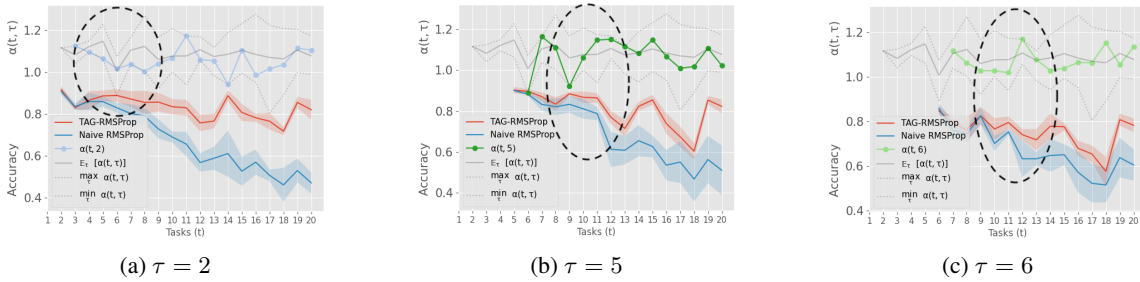 α(t, τ)
1.2
1.0
0.8
0.6
0.4
Accuracy
TAG-RMSProp
Naive RMSProp
α(t, 2)
𝔼τ [α(t, τ)]
max τ α(t, τ)
min τ α(t, τ)
1 2 3 4 5 6 7 8 9 10 11 12 13 14 15 16 17 18 19 20
Tasks (t)
(a) τ = 2
α(t, τ)
1.2
1.0
0.8
0.6
0.4
Accuracy
TAG-RMSProp
Naive RMSProp
α(t, 5)
𝔼τ [α(t, τ)]
max τ α(t, τ)
min τ α(t, τ)
1 2 3 4 5 6 7 8 9 10 11 12 13 14 15 16 17 18 19 20
Tasks (t)
(b) τ = 5
α(t, τ)
1.2
1.0
0.8
0.6
0.4
Accuracy
TAG-RMSProp
Naive RMSProp
α(t, 6)
𝔼τ [α(t, τ)]
max τ α(t, τ)
min τ α(t, τ)
1 2 3 4 5 6 7 8 9 10 11 12 13 14 15 16 17 18 19 20
Tasks (t)
(c) τ = 6